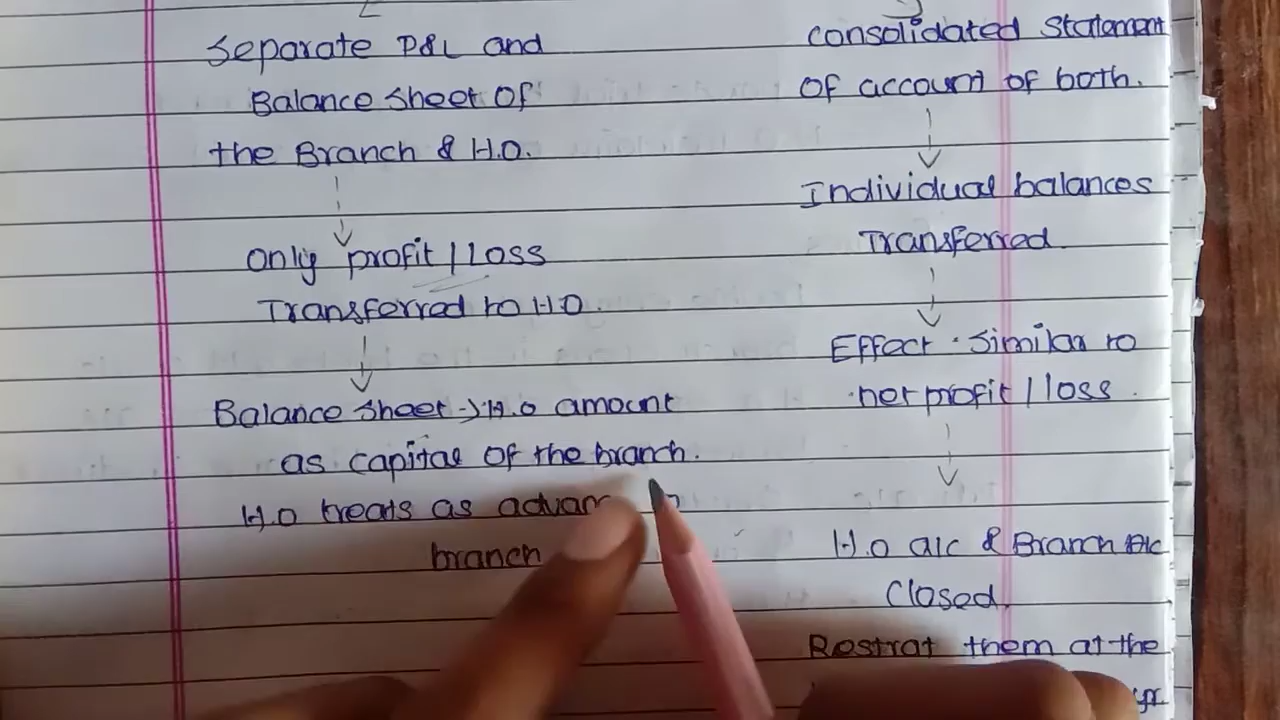 Separate P&L and
Balance Sheet Of
the Branch & H.O.
Only profit / Loss
Transferred to H.O.
Balance Sheet → H.o amount
as capital of the branch.
H.o treats as
branch
Consolidated Statement
Of account of both.
Individual balances
Transferred.
Effect · Similar to
net profit / loss.
H.o a/c & Branch a/c
Closed.
Rostrat them at the
yr